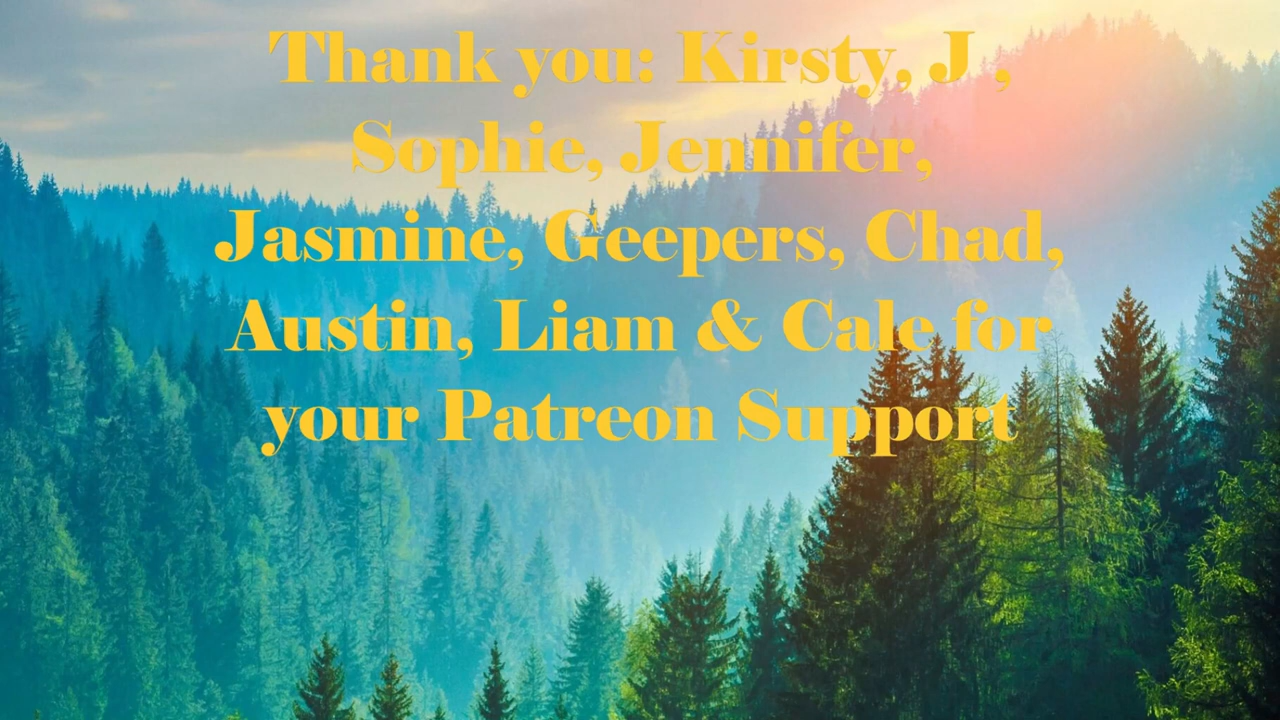 Thank you: Kirsty, J ,
Sophie, Jennifer,
Jasmine, Geepers, Chad,
Austin, Liam & Cale for
your Patreon Support